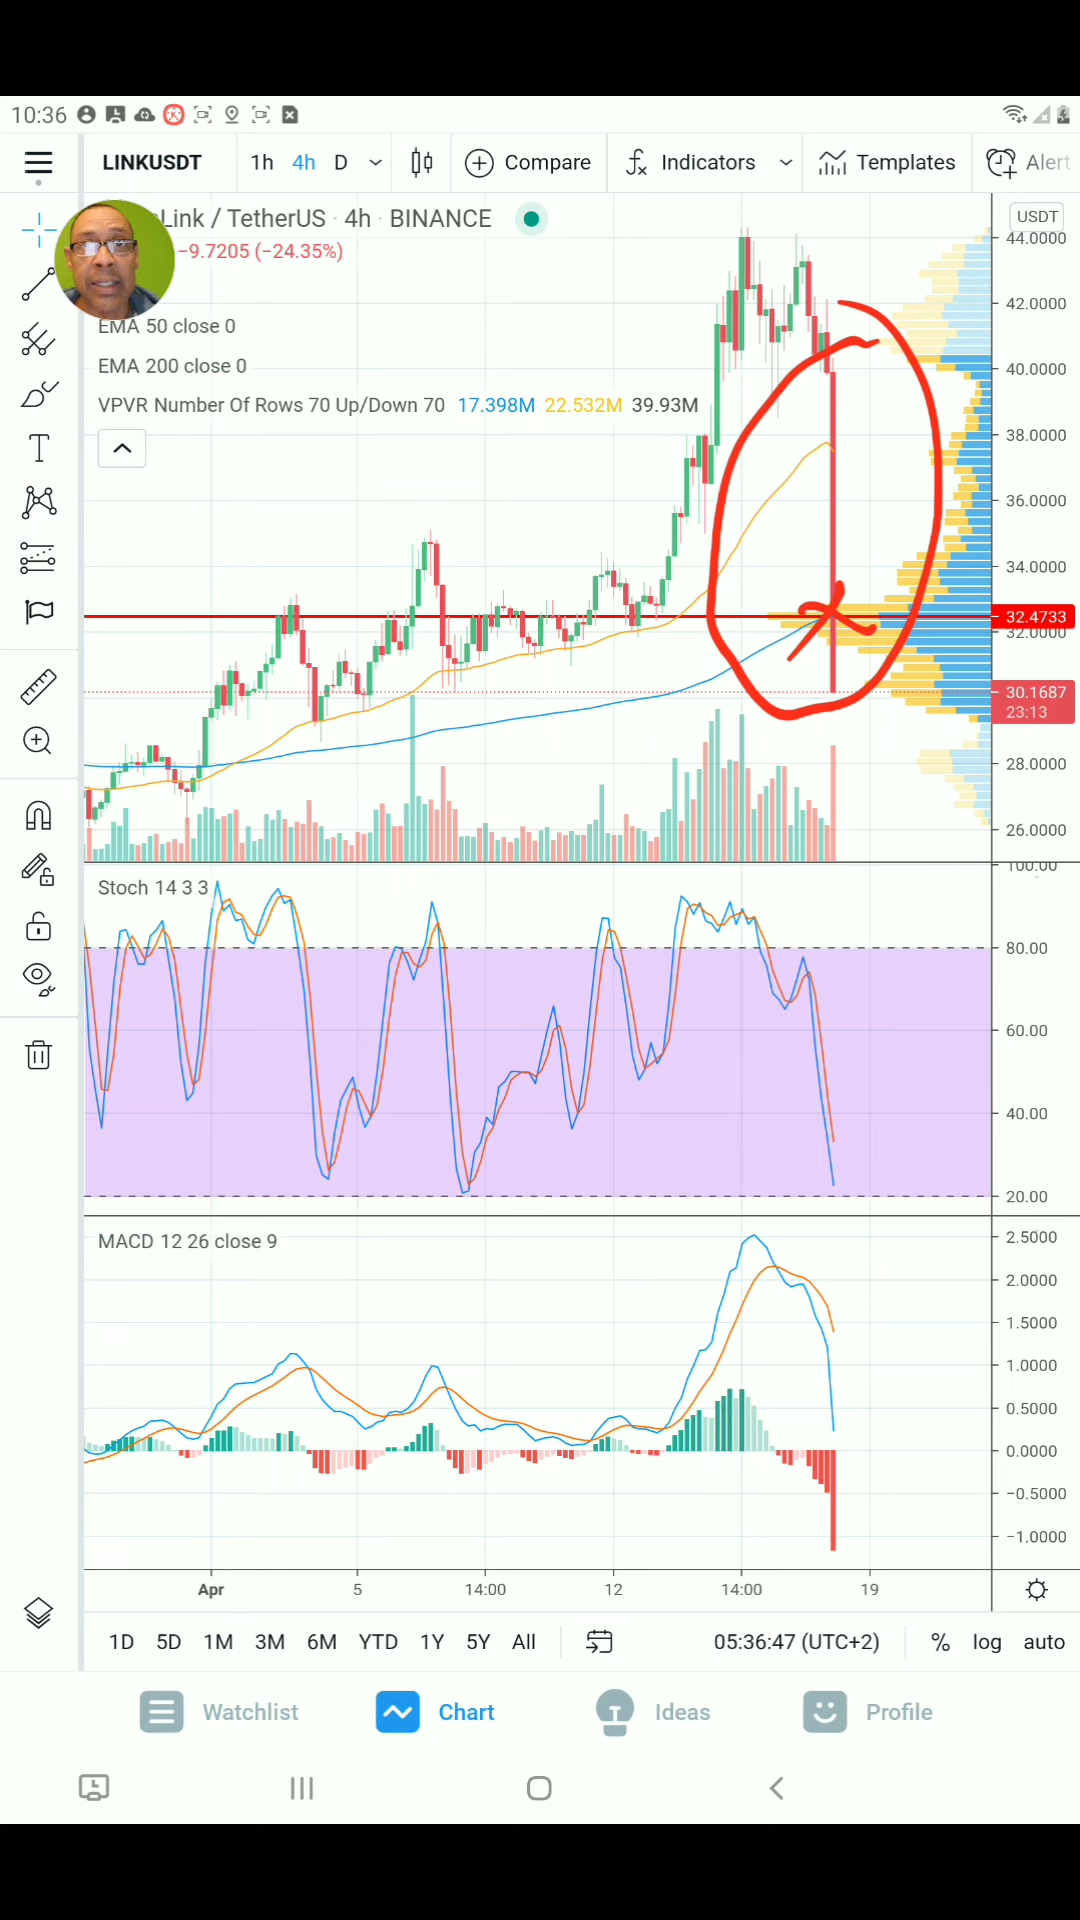 10:36
LINKUSDT 1h 4h D Compare Indicators Templates Alert
Link / TetherUS · 4h · BINANCE
USDT
−9.7205 (−24.35%)
EMA 50 close 0
EMA 200 close 0
VPVR Number Of Rows 70 Up/Down 70 17.398M 22.532M 39.93M
44.0000
42.0000
40.0000
38.0000
36.0000
34.0000
32.4733
32.0000
30.1687
23:13
28.0000
26.0000
100.00
Stoch 14 3 3
80.00
60.00
40.00
20.00
MACD 12 26 close 9
2.5000
2.0000
1.5000
1.0000
0.5000
0.0000
−0.5000
−1.0000
Apr 5 14:00 12 14:00 19
1D 5D 1M 3M 6M YTD 1Y 5Y All 05:36:47 (UTC+2) % log auto
Watchlist Chart Ideas Profile